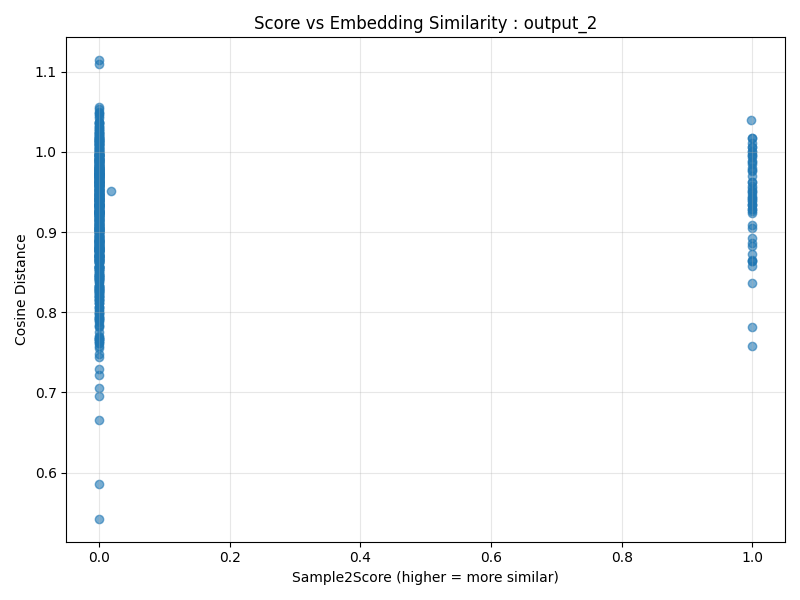 Score vs Embedding Similarity : output_2
1.1
1.0
0.9
0.8
0.7
0.6
Cosine Distance
0.0 0.2 0.4 0.6 0.8 1.0
Sample2Score (higher = more similar)